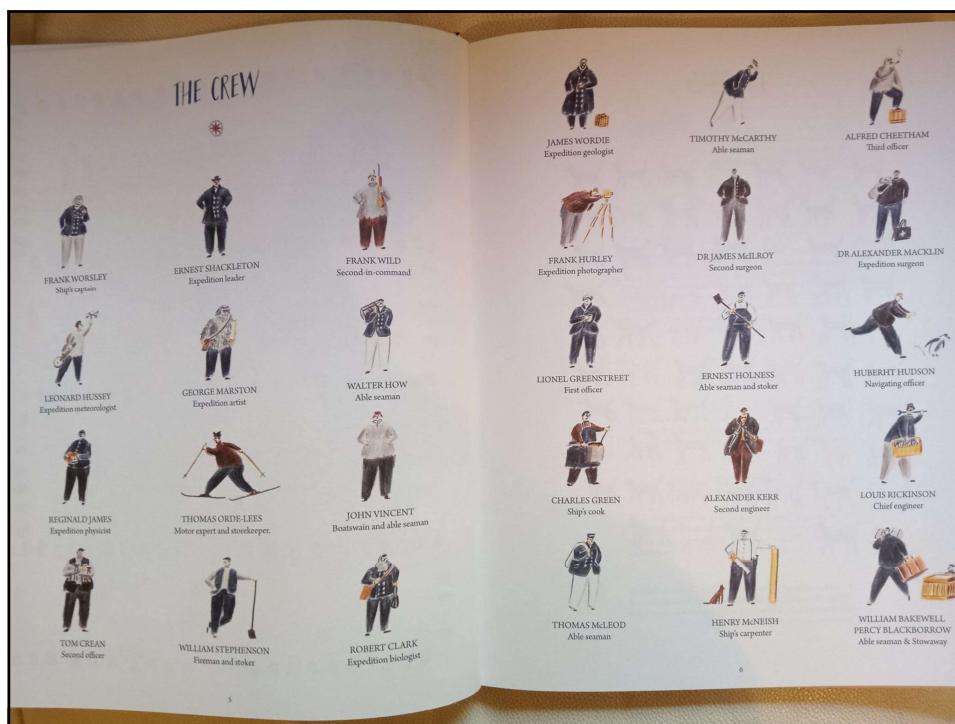 THE CREW
FRANK WORSLEY
Ship's captain
ERNEST SHACKLETON
Expedition leader
FRANK WILD
Second-in-command
LEONARD HUSSEY
Expedition meteorologist
GEORGE MARSTON
Expedition artist
WALTER HOW
Able seaman
REGINALD JAMES
Expedition physicist
THOMAS ORDE-LEES
Motor expert and storekeeper.
JOHN VINCENT
Boatswain and able seaman
TOM CREAN
Second officer
WILLIAM STEPHENSON
Fireman and stoker
ROBERT CLARK
Expedition biologist
5
JAMES WORDIE
Expedition geologist
TIMOTHY McCARTHY
Able seaman
ALFRED CHEETHAM
Third officer
FRANK HURLEY
Expedition photographer
DR JAMES McILROY
Second surgeon
DR ALEXANDER MACKLIN
Expedition surgeon
LIONEL GREENSTREET
First officer
ERNEST HOLNESS
Able seaman and stoker
HUBERHT HUDSON
Navigating officer
CHARLES GREEN
Ship's cook
ALEXANDER KERR
Second engineer
LOUIS RICKINSON
Chief engineer
THOMAS McLEOD
Able seaman
HENRY McNEISH
Ship's carpenter
WILLIAM BAKEWELL
PERCY BLACKBORROW
Able seaman & Stowaway
6